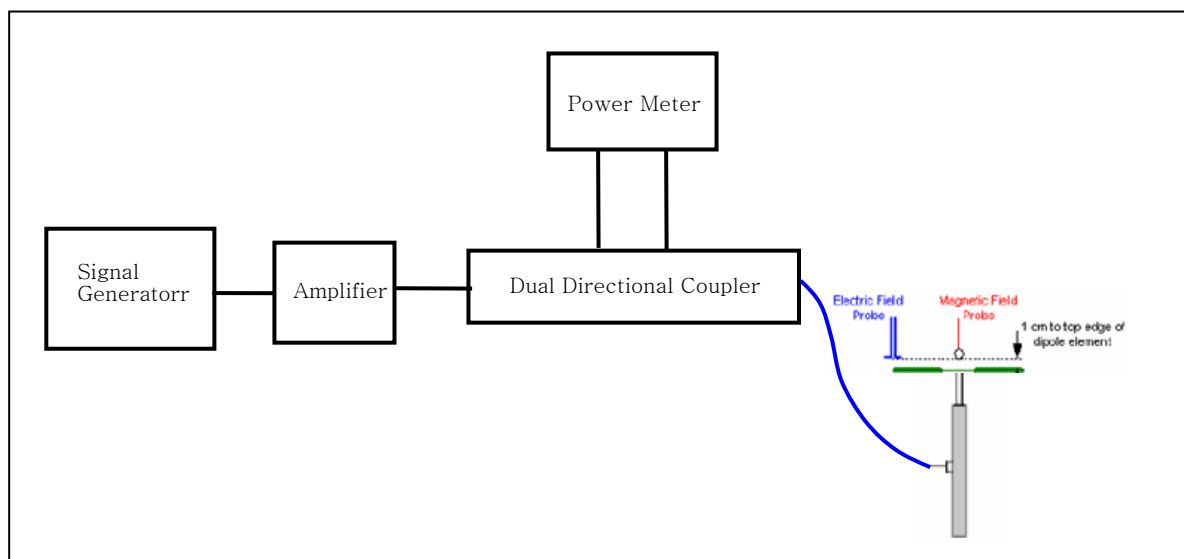 Power Meter
Signal
Generatorr
Amplifier
Dual Directional Coupler
Electric Field
Probe
Magnetic Field
Probe
1 cm to top edge of
dipole element